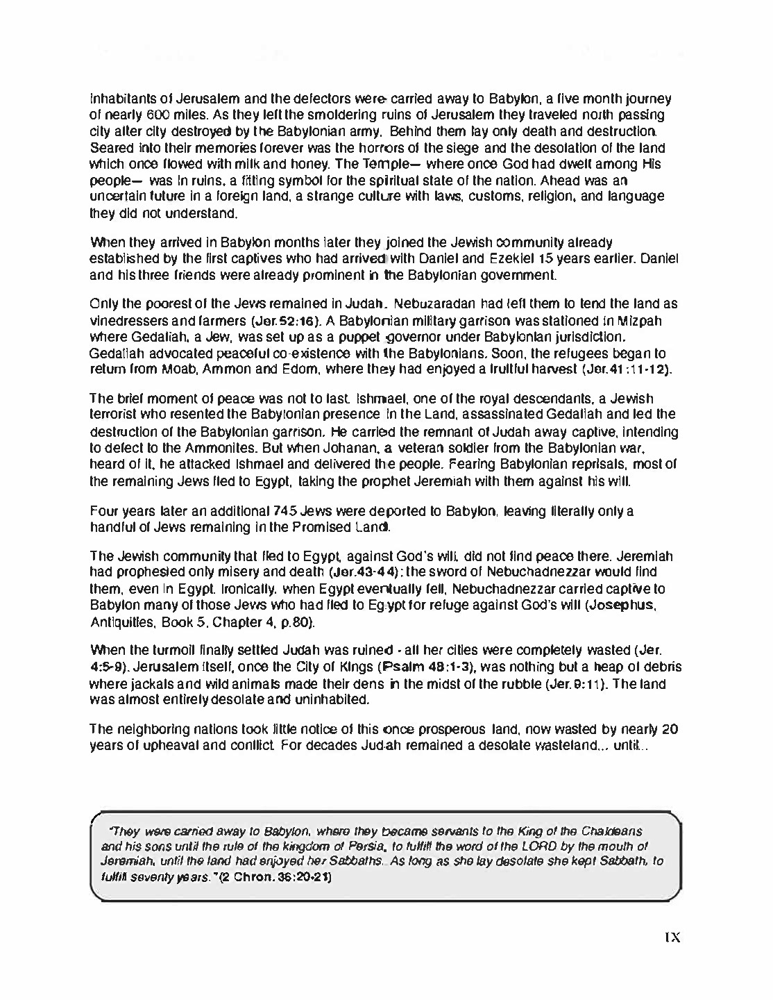 Inhabitants of Jerusalem and the defectors were carried away to Babylon, a five month journey
of nearly 600 miles. As they left the smoldering ruins of Jerusalem they traveled north passing
city after city destroyed by the Babylonian army. Behind them lay only death and destruction.
Seared into their memories forever was the horrors of the siege and the desolation of the land
which once flowed with milk and honey. The Temple— where once God had dwelt among His
people— was in ruins, a fitting symbol for the spiritual state of the nation. Ahead was an
uncertain future in a foreign land, a strange culture with laws, customs, religion, and language
they did not understand.
When they arrived in Babylon months later they joined the Jewish community already
established by the first captives who had arrived with Daniel and Ezekiel 15 years earlier. Daniel
and his three friends were already prominent in the Babylonian government.
Only the poorest of the Jews remained in Judah. Nebuzaradan had left them to tend the land as
vinedressers and farmers (Jer.52:16). A Babylonian military garrison was stationed in Mizpah
where Gedaliah, a Jew, was set up as a puppet governor under Babylonian jurisdiction.
Gedaliah advocated peaceful co-existence with the Babylonians. Soon, the refugees began to
return from Moab, Ammon and Edom, where they had enjoyed a fruitful harvest (Jer.41:11-12).
The brief moment of peace was not to last. Ishmael, one of the royal descendants, a Jewish
terrorist who resented the Babylonian presence in the Land, assassinated Gedaliah and led the
destruction of the Babylonian garrison. He carried the remnant of Judah away captive, intending
to defect to the Ammonites. But when Johanan, a veteran soldier from the Babylonian war,
heard of it, he attacked Ishmael and delivered the people. Fearing Babylonian reprisals, most of
the remaining Jews fled to Egypt, taking the prophet Jeremiah with them against his will.
Four years later an additional 745 Jews were deported to Babylon, leaving literally only a
handful of Jews remaining in the Promised Land.
The Jewish community that fled to Egypt, against God's will, did not find peace there. Jeremiah
had prophesied only misery and death (Jer.43-44); the sword of Nebuchadnezzar would find
them, even in Egypt. Ironically, when Egypt eventually fell, Nebuchadnezzar carried captive to
Babylon many of those Jews who had fled to Egypt for refuge against God's will (Josephus,
Antiquities, Book 5, Chapter 4, p.80).
When the turmoil finally settled Judah was ruined - all her cities were completely wasted (Jer.
4:5-9). Jerusalem itself, once the City of Kings (Psalm 48:1-3), was nothing but a heap of debris
where jackals and wild animals made their dens in the midst of the rubble (Jer.9:11). The land
was almost entirely desolate and uninhabited.
The neighboring nations took little notice of this once prosperous land, now wasted by nearly 20
years of upheaval and conflict. For decades Judah remained a desolate wasteland... until...
"They were carried away to Babylon, where they became servants to the King of the Chaldeans
and his sons until the rule of the kingdom of Persia, to fulfill the word of the LORD by the mouth of
Jeremiah, until the land had enjoyed her Sabbaths. As long as she lay desolate she kept Sabbath, to
fulfill seventy years."(2 Chron.36:20-21)
IX